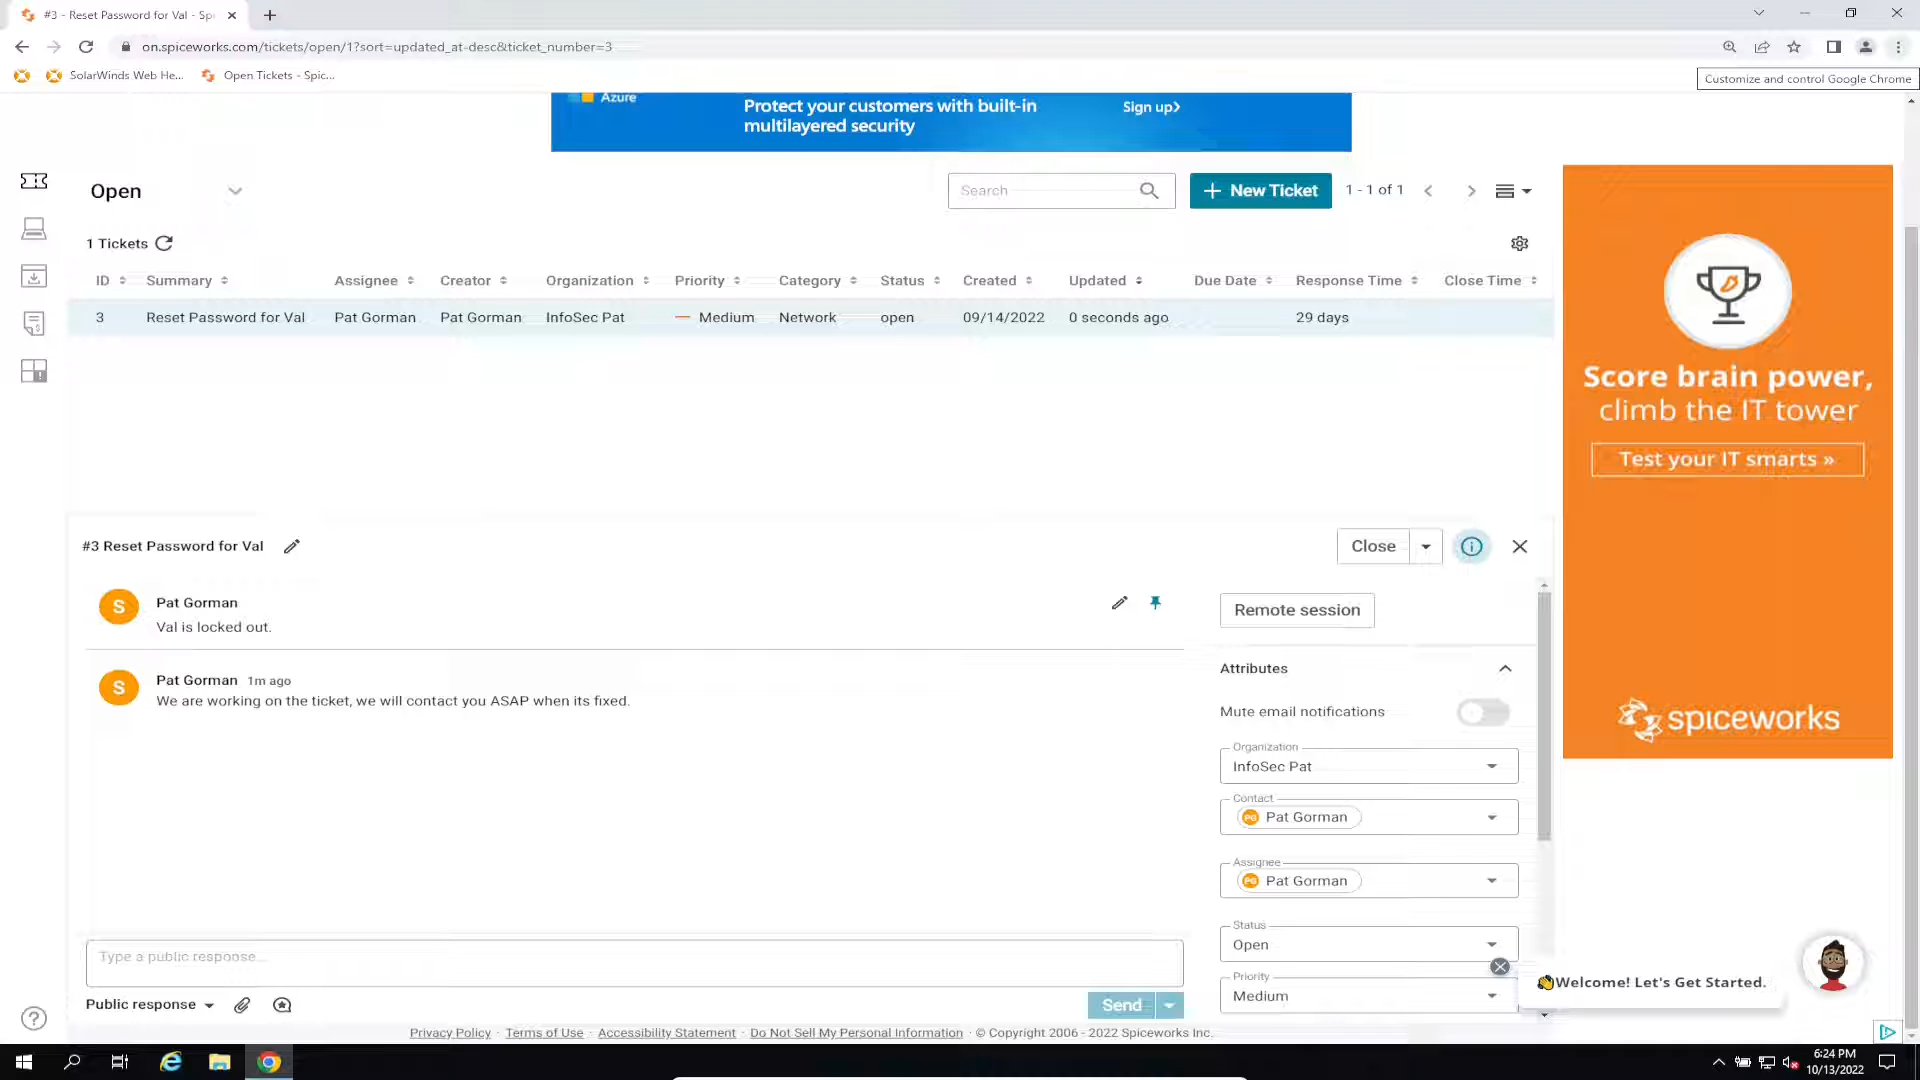 #3 - Reset Password for Val - Sp
on.spiceworks.com/tickets/open/1?sort=updated_at-desc&ticket_number=3
SolarWinds Web He...
Open Tickets - Spic...
Customize and control Google Chrome
Azure
Protect your customers with built-in
multilayered security
Sign up
Open
Search
New Ticket
1 - 1 of 1
1 Tickets
ID Summary Assignee Creator Organization Priority Category Status Created Updated Due Date Response Time Close Time
3 Reset Password for Val Pat Gorman Pat Gorman InfoSec Pat Medium Network open 09/14/2022 0 seconds ago 29 days
Score brain power,
climb the IT tower
Test your IT smarts »
spiceworks
#3 Reset Password for Val
Close
S
Pat Gorman
Val is locked out.
S
Pat Gorman 1m ago
We are working on the ticket, we will contact you ASAP when its fixed.
Remote session
Attributes
Mute email notifications
Organization
InfoSec Pat
Contact
PG Pat Gorman
Assignee
PG Pat Gorman
Status
Open
Priority
Medium
Type a public response...
Public response
Send
👋Welcome! Let's Get Started.
Privacy Policy · Terms of Use · Accessibility Statement · Do Not Sell My Personal Information · © Copyright 2006 - 2022 Spiceworks Inc.
6:24 PM
10/13/2022